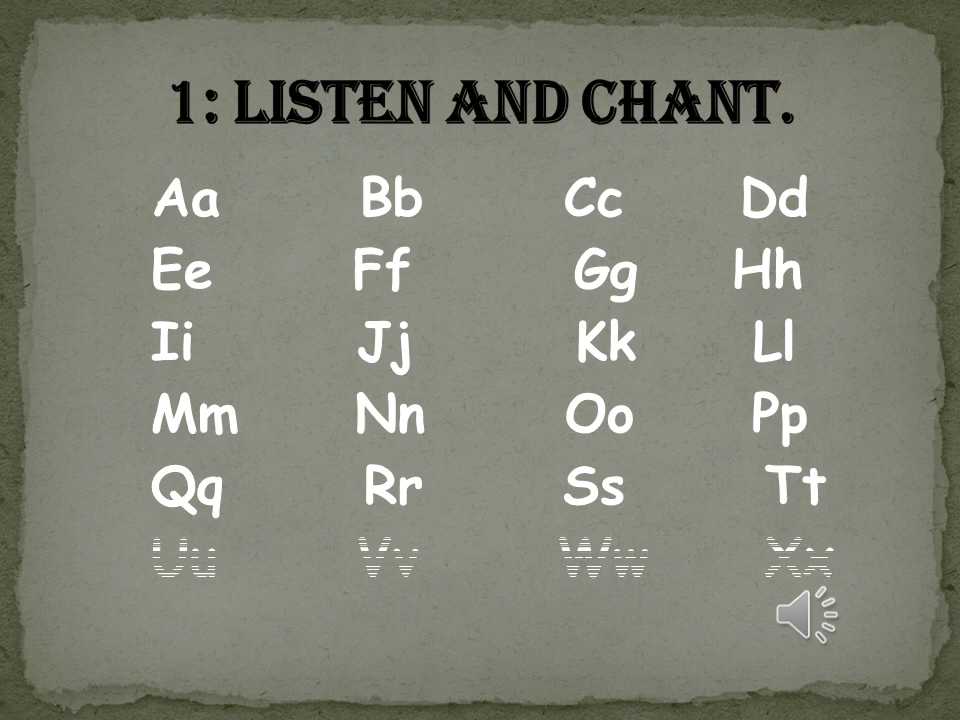 1: LISTEN AND CHANT.
Aa Bb Cc Dd
Ee Ff Gg Hh
Ii Jj Kk Ll
Mm Nn Oo Pp
Qq Rr Ss Tt
Uu Vv Ww Xx